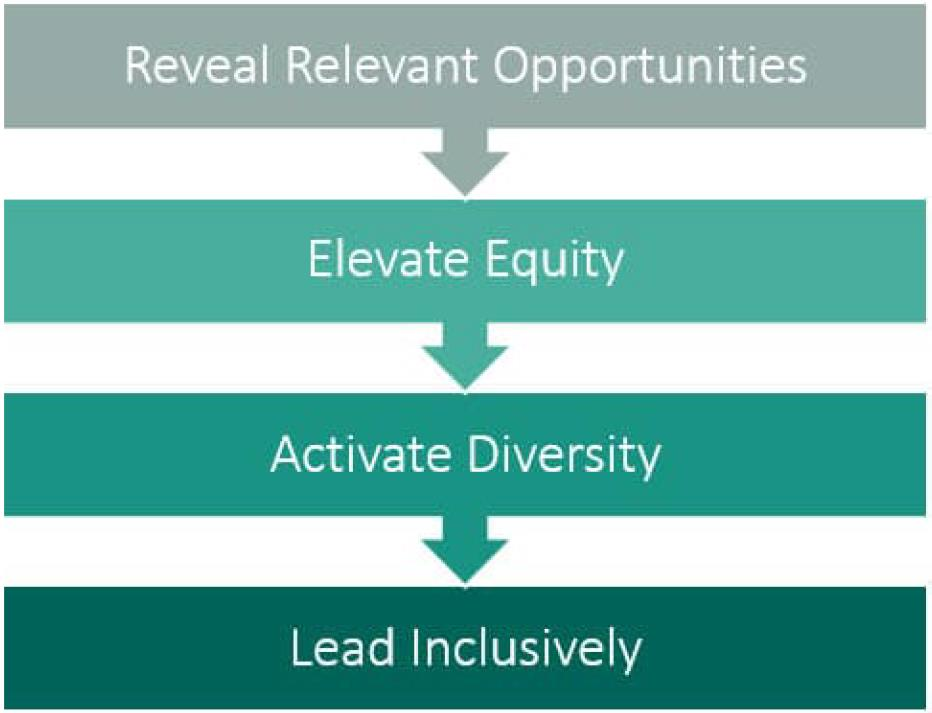 Reveal Relevant Opportunities
Elevate Equity
Activate Diversity
Lead Inclusively